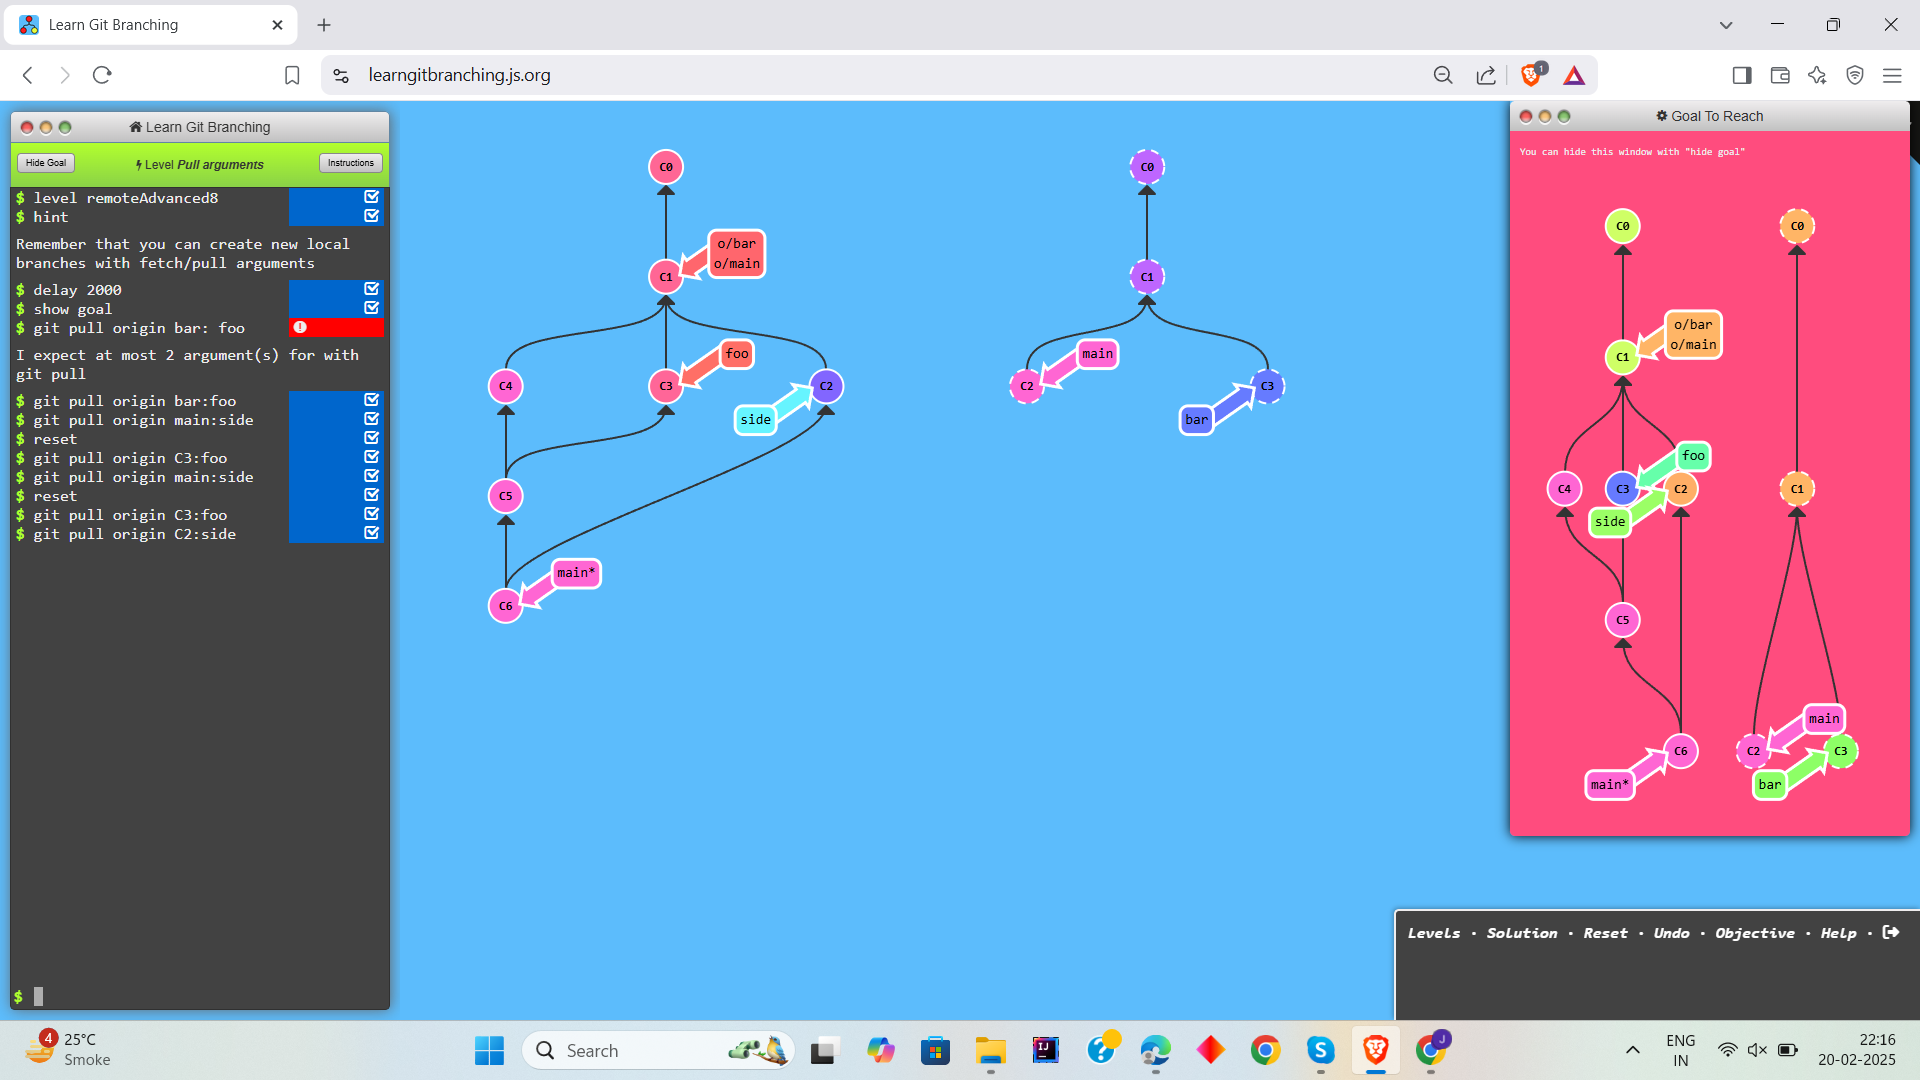 Learn Git Branching
learngitbranching.js.org
1
Learn Git Branching
Hide Goal
Level Pull arguments
Instructions
$ level remoteAdvanced8
$ hint
Remember that you can create new local
branches with fetch/pull arguments
$ delay 2000
$ show goal
$ git pull origin bar: foo
I expect at most 2 argument(s) for with
git pull
$ git pull origin bar:foo
$ git pull origin main:side
$ reset
$ git pull origin C3:foo
$ git pull origin main:side
$ reset
$ git pull origin C3:foo
$ git pull origin C2:side
$
C0
o/bar
o/main
C1
foo
C4
C3
C2
side
C5
main*
C6
C0
C1
main
C2
C3
bar
Goal To Reach
You can hide this window with "hide goal"
C0
C0
o/bar
o/main
C1
foo
C4
C3
C2
C1
side
C5
main
C6
C2
C3
main*
bar
Levels · Solution · Reset · Undo · Objective · Help ·
4
25°C
Smoke
Search
IJ
?
S
J
ENG
IN
22:16
20-02-2025